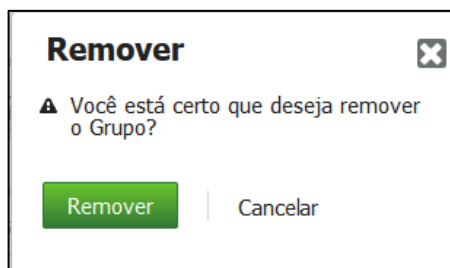 Remover
Você está certo que deseja remover
o Grupo?
Remover
Cancelar